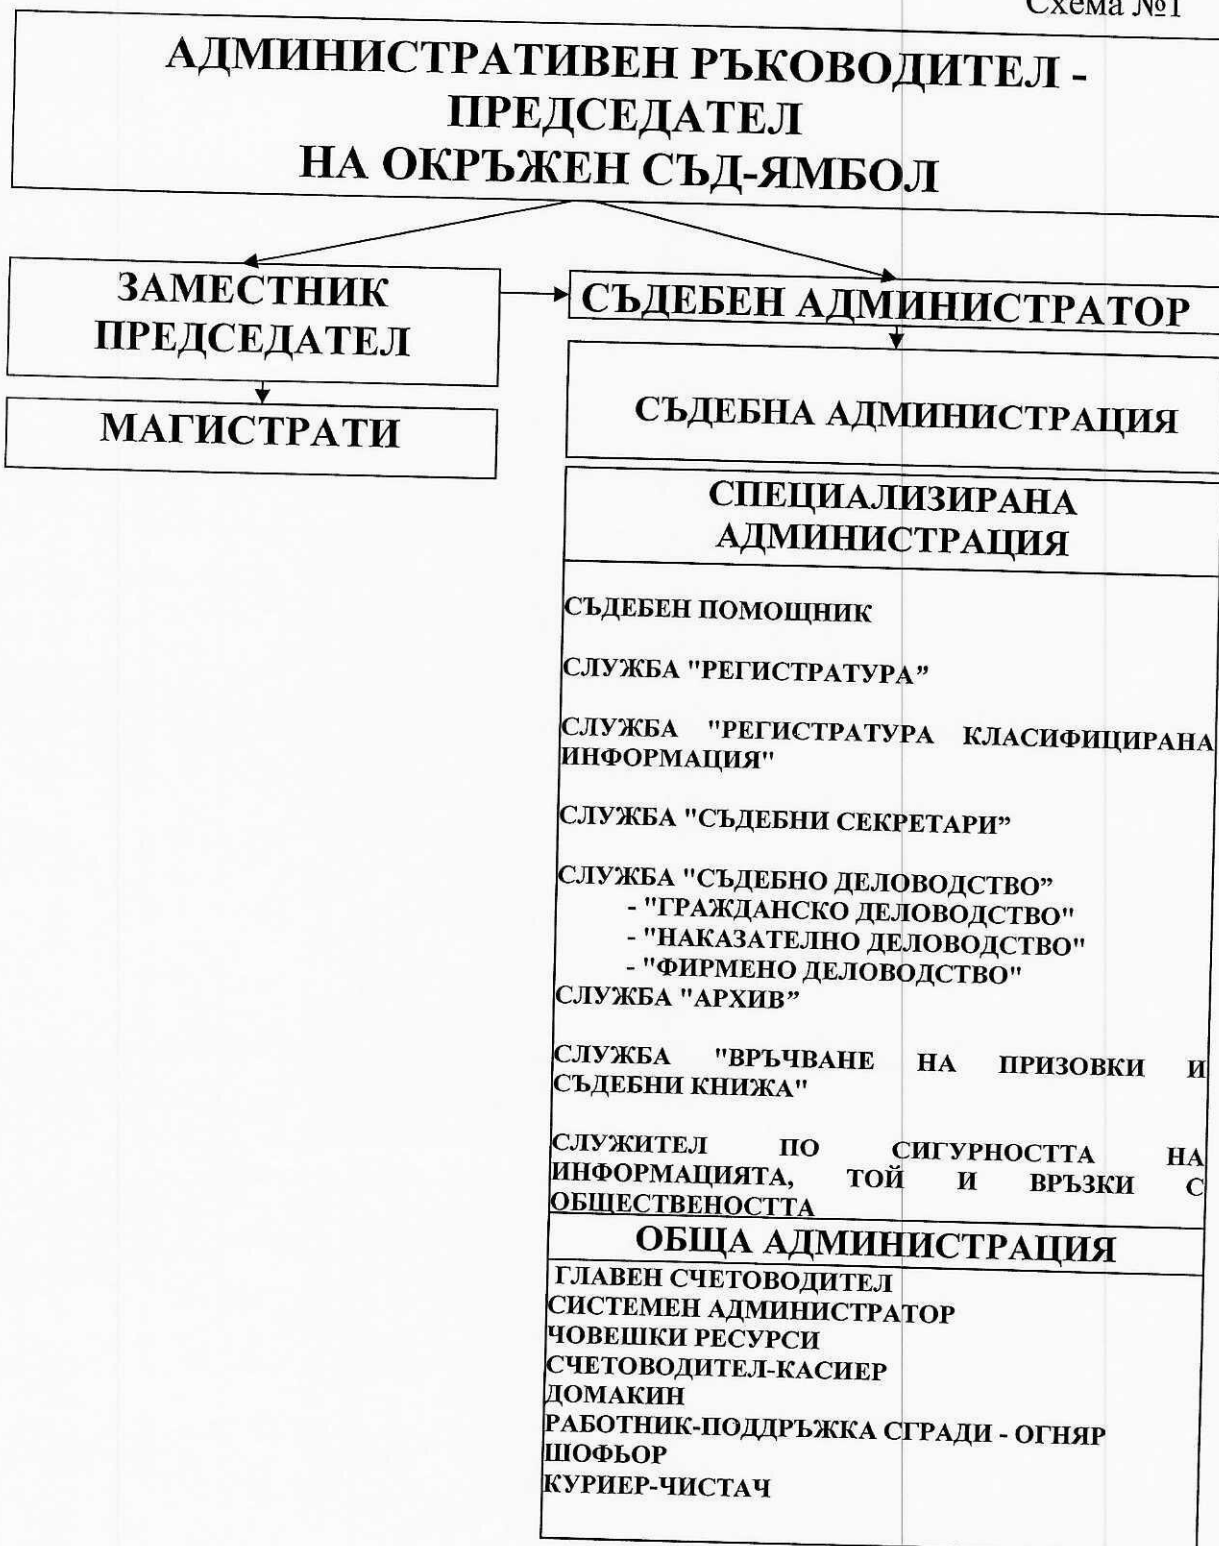 Схема №1
АДМИНИСТРАТИВЕН РЪКОВОДИТЕЛ -
ПРЕДСЕДАТЕЛ
НА ОКРЪЖЕН СЪД-ЯМБОЛ
ЗАМЕСТНИК
ПРЕДСЕДАТЕЛ
МАГИСТРАТИ
СЪДЕБЕН АДМИНИСТРАТОР
СЪДЕБНА АДМИНИСТРАЦИЯ
СПЕЦИАЛИЗИРАНА
АДМИНИСТРАЦИЯ
СЪДЕБЕН ПОМОЩНИК
СЛУЖБА "РЕГИСТРАТУРА”
СЛУЖБА "РЕГИСТРАТУРА КЛАСИФИЦИРАНА
ИНФОРМАЦИЯ"
СЛУЖБА "СЪДЕБНИ СЕКРЕТАРИ”
СЛУЖБА "СЪДЕБНО ДЕЛОВОДСТВО”
- "ГРАЖДАНСКО ДЕЛОВОДСТВО"
- "НАКАЗАТЕЛНО ДЕЛОВОДСТВО"
- "ФИРМЕНО ДЕЛОВОДСТВО"
СЛУЖБА "АРХИВ”
СЛУЖБА "ВРЪЧВАНЕ НА ПРИЗОВКИ И
СЪДЕБНИ КНИЖА"
СЛУЖИТЕЛ ПО СИГУРНОСТТА НА
ИНФОРМАЦИЯТА, ТОЙ И ВРЪЗКИ С
ОБЩЕСТВЕНОСТТА
ОБЩА АДМИНИСТРАЦИЯ
ГЛАВЕН СЧЕТОВОДИТЕЛ
СИСТЕМЕН АДМИНИСТРАТОР
ЧОВЕШКИ РЕСУРСИ
СЧЕТОВОДИТЕЛ-КАСИЕР
ДОМАКИН
РАБОТНИК-ПОДДРЪЖКА СГРАДИ - ОГНЯР
ШОФЬОР
КУРИЕР-ЧИСТАЧ